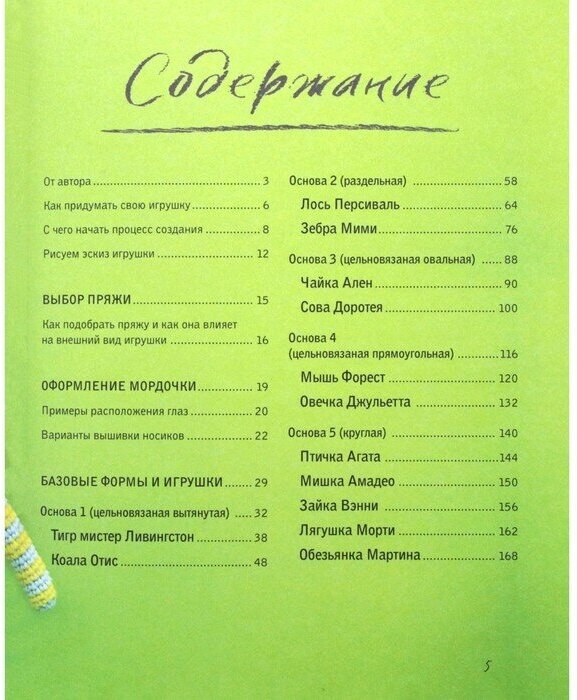 Содержание
От автора 3
Как придумать свою игрушку 6
С чего начать процесс создания 8
Рисуем эскиз игрушки 12
ВЫБОР ПРЯЖИ 15
Как подобрать пряжу и как она влияет
на внешний вид игрушки 16
ОФОРМЛЕНИЕ МОРДОЧКИ 19
Примеры расположения глаз 20
Варианты вышивки носиков 22
БАЗОВЫЕ ФОРМЫ И ИГРУШКИ 29
Основа 1 (цельновязаная вытянутая) 32
Тигр мистер Ливингстон 38
Коала Отис 48
Основа 2 (раздельная) 58
Лось Персиваль 64
Зебра Мими 76
Основа 3 (цельновязаная овальная) 88
Чайка Ален 90
Сова Доротея 100
Основа 4
(цельновязаная прямоугольная) 116
Мышь Форест 120
Овечка Джульетта 132
Основа 5 (круглая) 140
Птичка Агата 144
Мишка Амадео 150
Зайка Вэнни 156
Лягушка Морти 162
Обезьянка Мартина 168
5